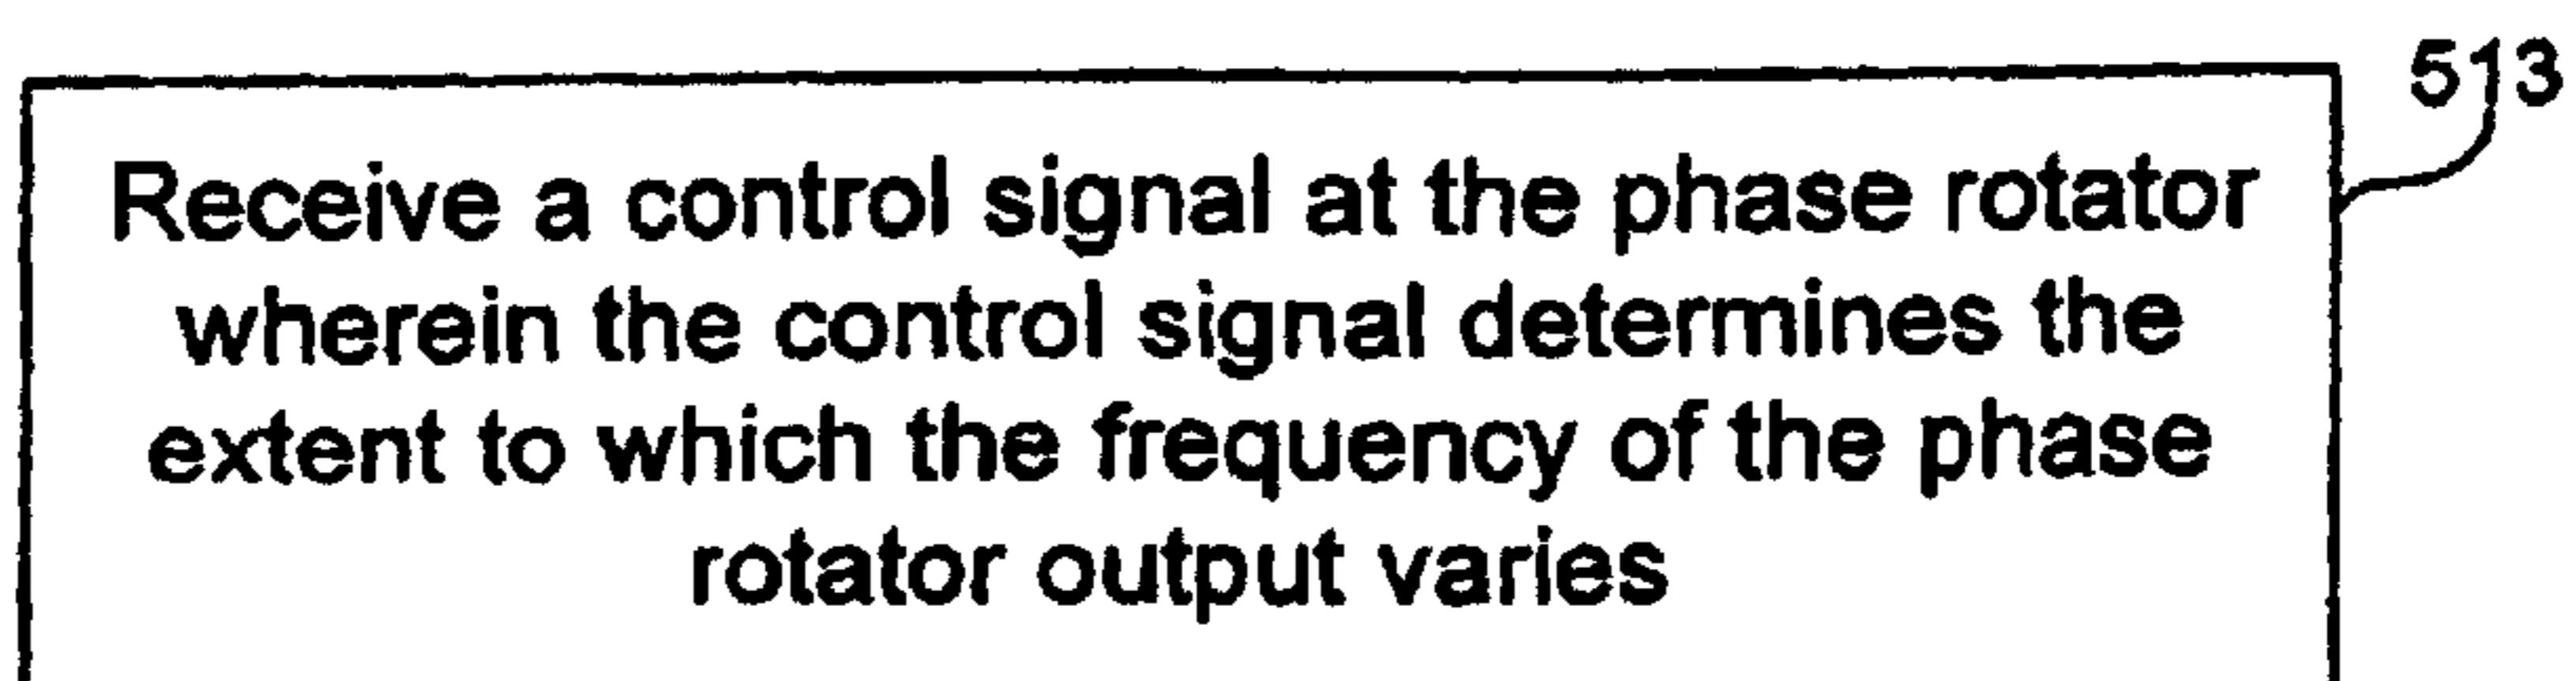 513
Receive a control signal at the phase rotator
wherein the control signal determines the
extent to which the frequency of the phase
rotator output varies